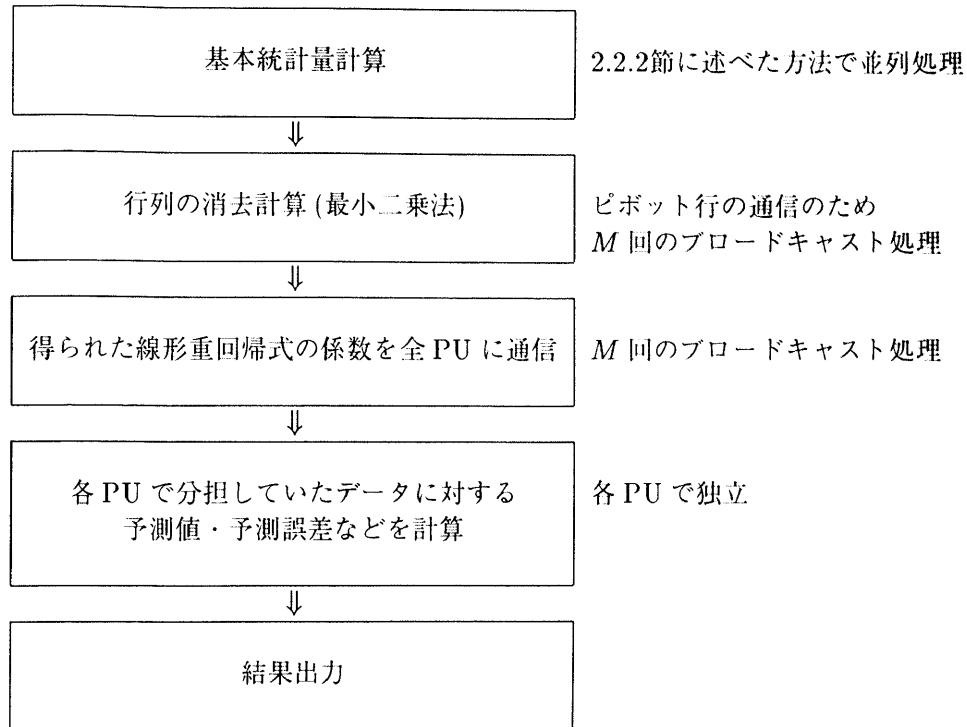 基本統計量計算
2.2.2節に述べた方法で並列処理
⇓
行列の消去計算 (最小二乗法)
ピボット行の通信のため
M 回のブロードキャスト処理
⇓
得られた線形重回帰式の係数を全 PU に通信
M 回のブロードキャスト処理
⇓
各 PU で分担していたデータに対する
予測値・予測誤差などを計算
各 PU で独立
⇓
結果出力